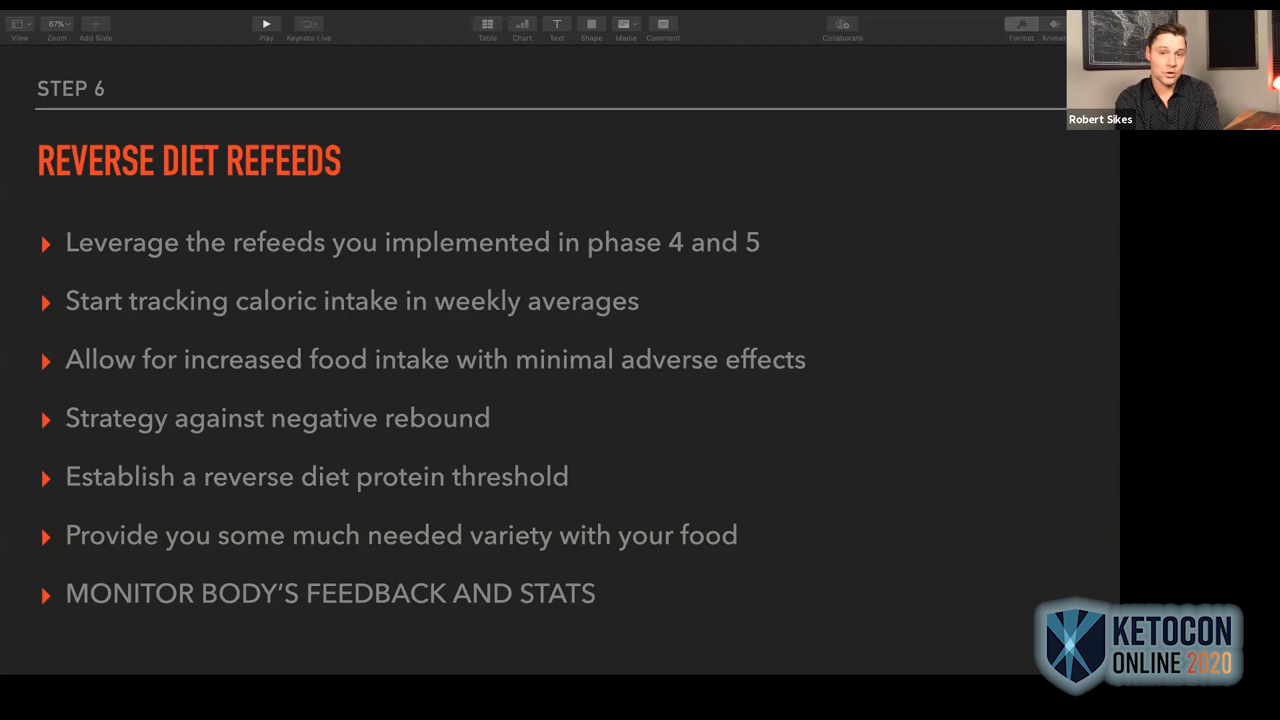 67%
View
Zoom
Add Slide
Play
Keynote Live
Table
Chart
Text
Shape
Media
Comment
Collaborate
Format
Robert Sikes
STEP 6
REVERSE DIET REFEEDS
Leverage the refeeds you implemented in phase 4 and 5
Start tracking caloric intake in weekly averages
Allow for increased food intake with minimal adverse effects
Strategy against negative rebound
Establish a reverse diet protein threshold
Provide you some much needed variety with your food
MONITOR BODY'S FEEDBACK AND STATS
KETOCON
ONLINE 2020